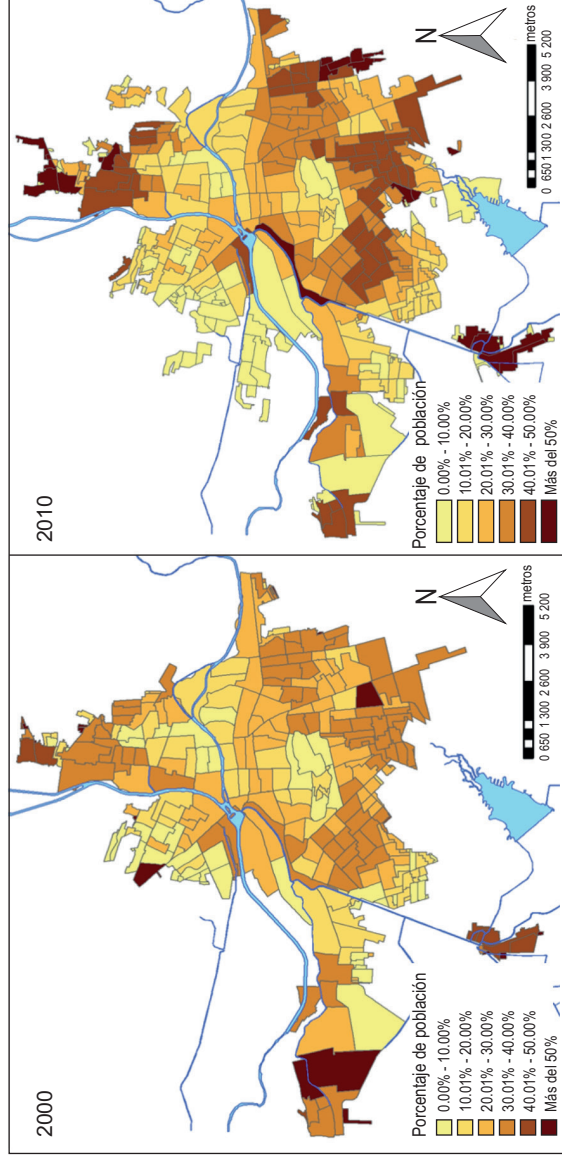 2000
Porcentaje de población
0.00% - 10.00%
10.01% - 20.00%
20.01% - 30.00%
30.01% - 40.00%
40.01% - 50.00%
Más del 50%
N
0 650 1 300 2 600 3 900 5 200
metros
2010
Porcentaje de población
0.00% - 10.00%
10.01% - 20.00%
20.01% - 30.00%
30.01% - 40.00%
40.01% - 50.00%
Más del 50%
N
0 650 1 300 2 600 3 900 5 200
metros